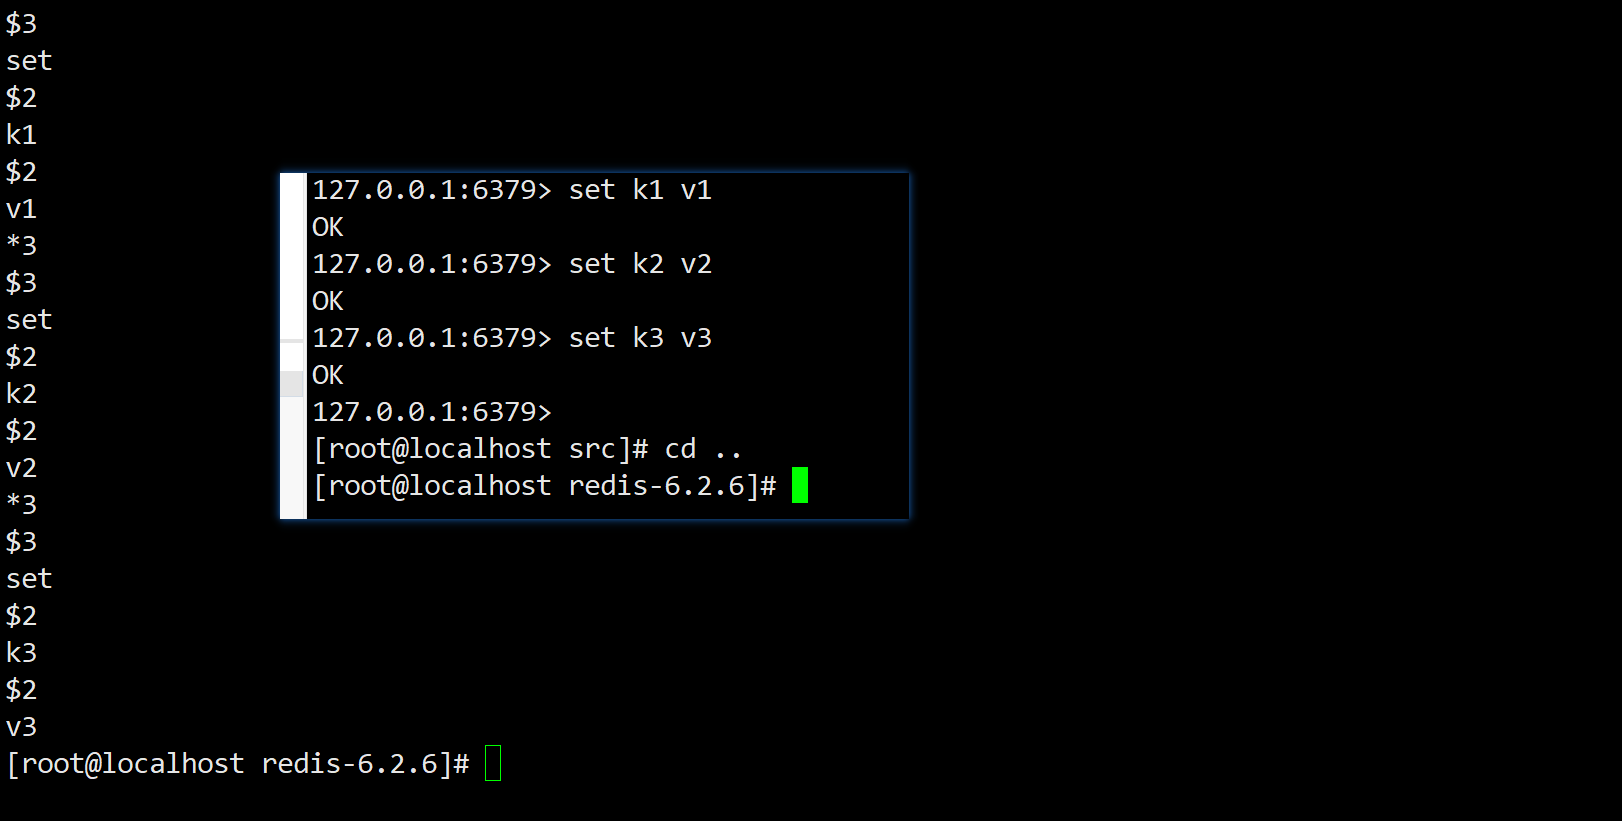 $3
set
$2
k1
$2
v1
*3
$3
set
$2
k2
$2
v2
*3
$3
set
$2
k3
$2
v3
[root@localhost redis-6.2.6]#
127.0.0.1:6379> set k1 v1
OK
127.0.0.1:6379> set k2 v2
OK
127.0.0.1:6379> set k3 v3
OK
127.0.0.1:6379>
[root@localhost src]# cd ..
[root@localhost redis-6.2.6]#